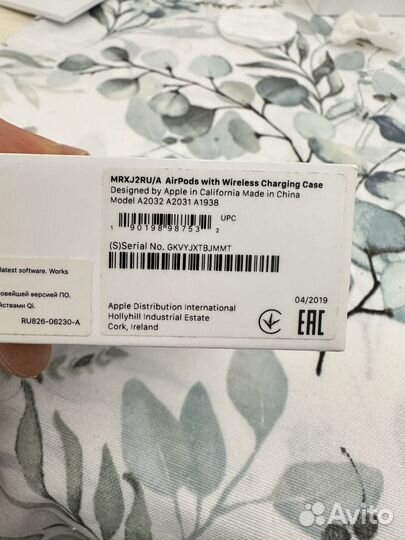 MRXJ2RU/A AirPods with Wireless Charging Case
Designed by Apple in California Made in China
Model A2032 A2031 A1938
UPC
1 90198 98753 2
(S)Serial No. GKVYJXTBJMMT
latest software. Works
овейшей версией ПО.
йствами Qi.
RU826-06230-A
Apple Distribution International
Hollyhill Industrial Estate
Cork, Ireland
04/2019
EAC
Avito